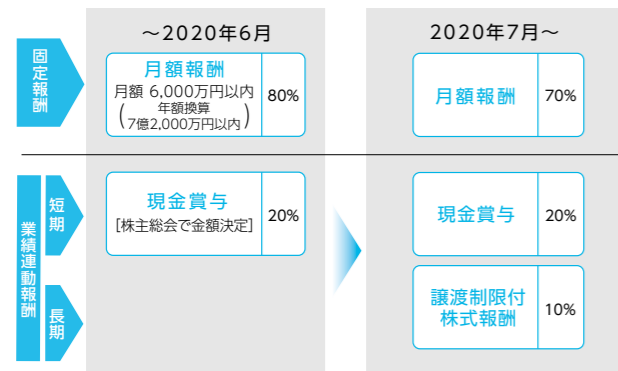 〜2020年6月
2020年7月〜
固定報酬
月額報酬
月額 6,000万円以内
(年額換算
7億2,000万円以内)
80%
月額報酬
70%
業績連動報酬
短期
現金賞与
[株主総会で金額決定]
20%
現金賞与
20%
長期
譲渡制限付
株式報酬
10%